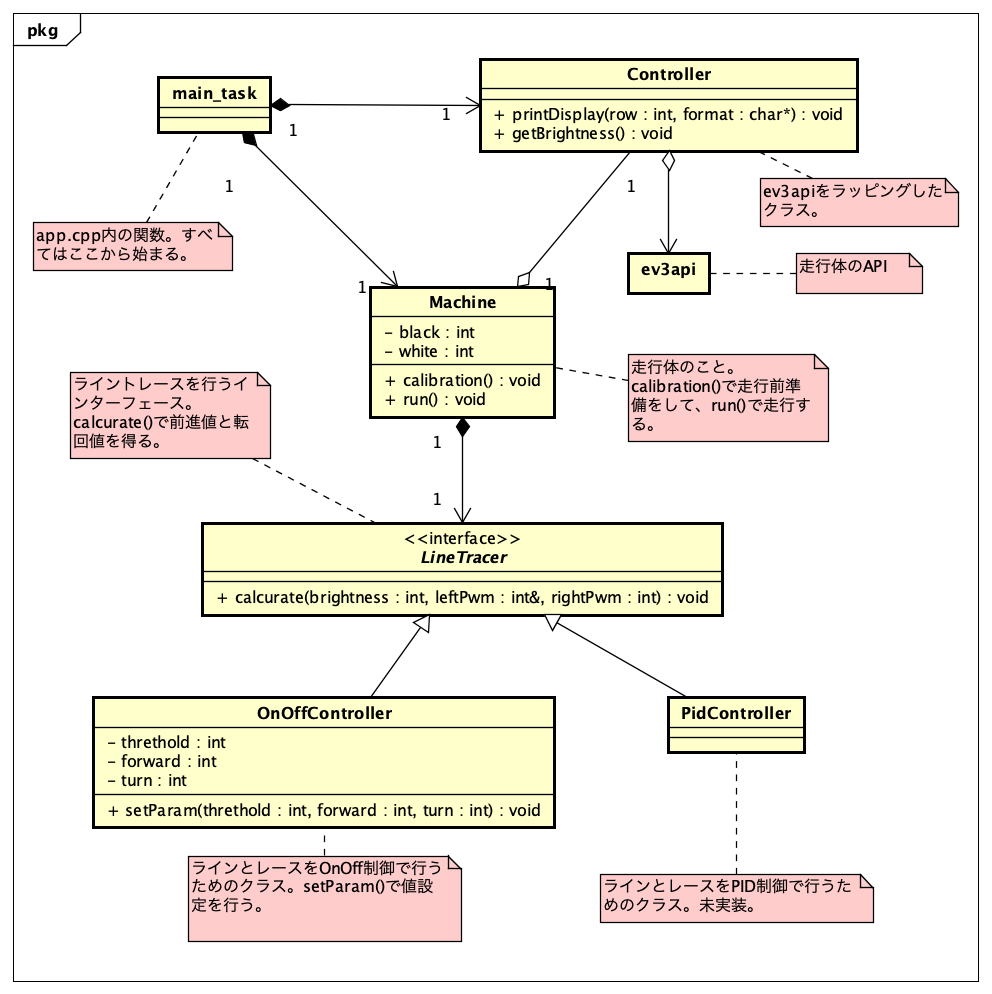 pkg
main_task
Controller
+ printDisplay(row : int, format : char*) : void
+ getBrightness() : void
1
1
1
1
1
1
ev3apiをラッピングした
クラス。
app.cpp内の関数。すべ
てはここから始まる。
ev3api
走行体のAPI
Machine
- black : int
- white : int
+ calibration() : void
+ run() : void
走行体のこと。
calibration()で走行前準
備をして、run()で走行す
る。
ライントレースを行うイ
ンターフェース。
calcurate()で前進値と転
回値を得る。
1
1
<<interface>>
LineTracer
+ calcurate(brightness : int, leftPwm : int&, rightPwm : int) : void
OnOffController
- threthold : int
- forward : int
- turn : int
+ setParam(threthold : int, forward : int, turn : int) : void
PidController
ラインとレースをOnOff制御で行う
ためのクラス。setParam()で値設
定を行う。
ラインとレースをPID制御で行うた
めのクラス。未実装。